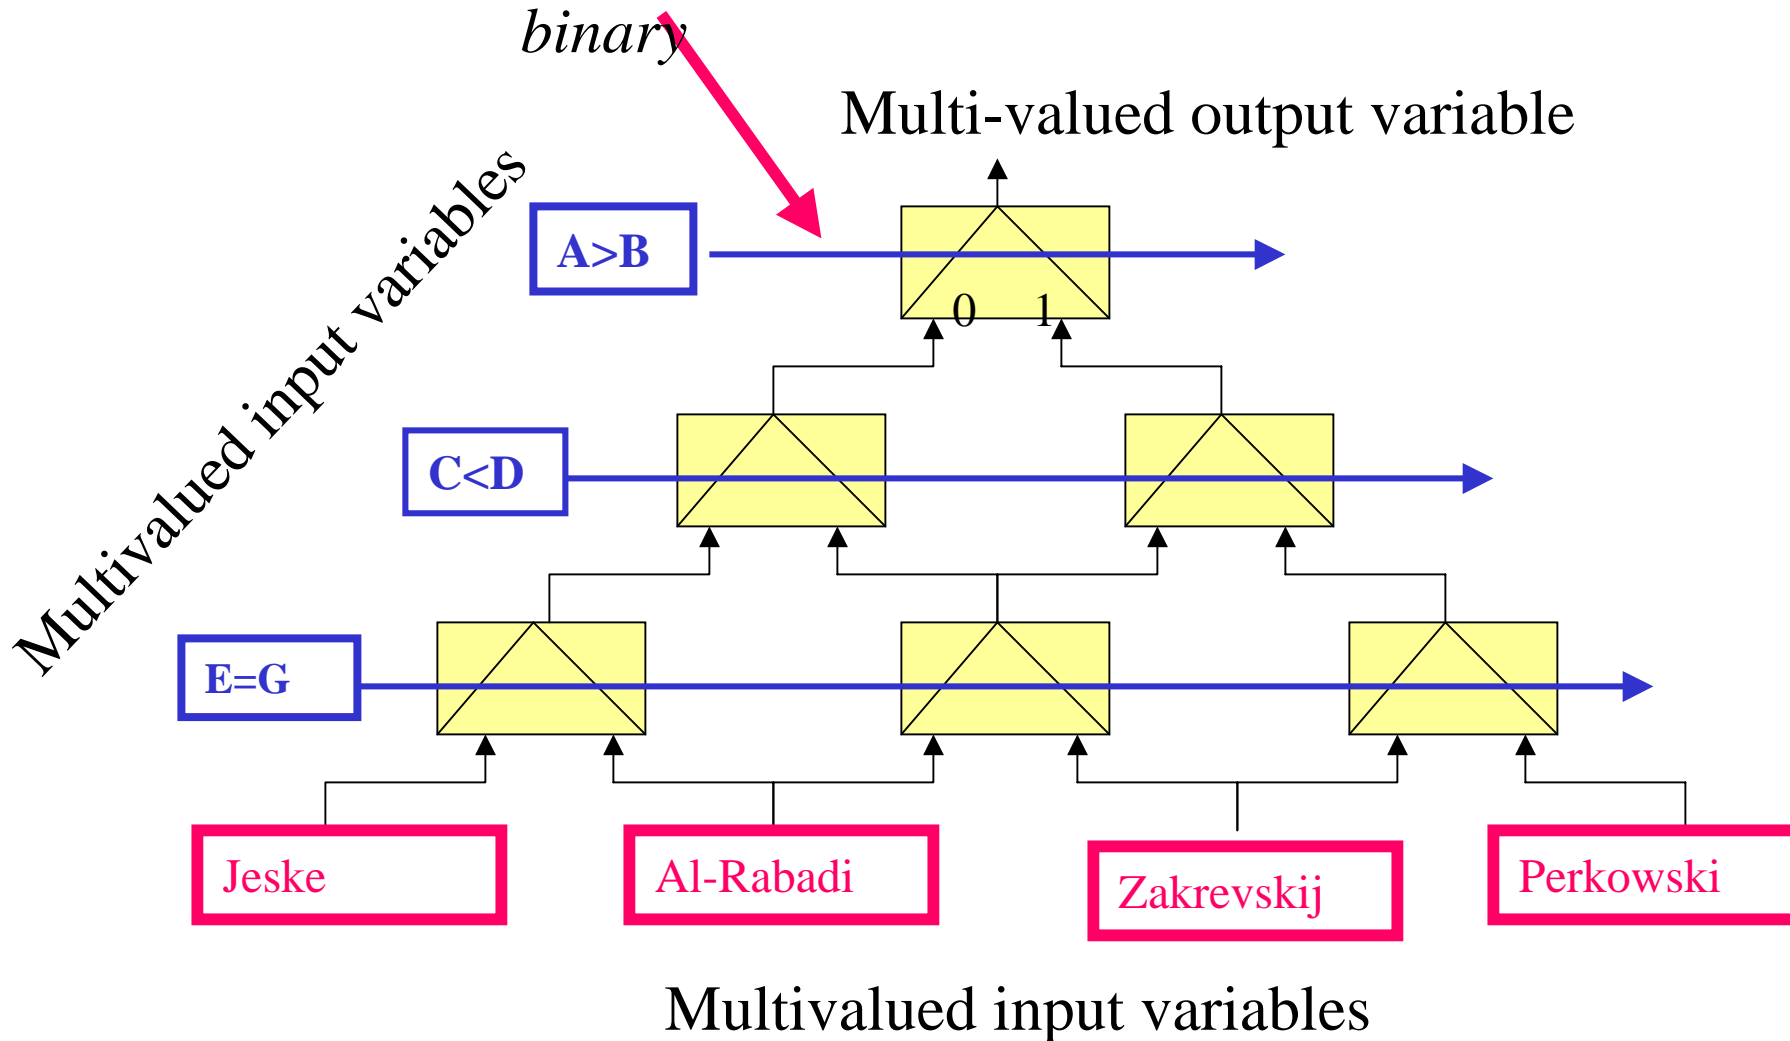 binary
Multi-valued output variable
Multivalued input variables
A>B
0 1
C<D
E=G
Jeske
Al-Rabadi
Zakrevskij
Perkowski
Multivalued input variables